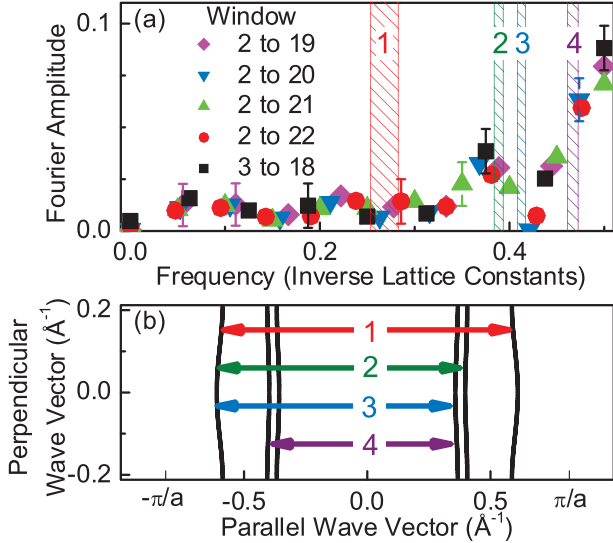 (a)
Window
2 to 19
2 to 20
2 to 21
2 to 22
3 to 18
1
2
3
4
0.1
0.0
Fourier Amplitude
0.0
0.2
0.4
Frequency (Inverse Lattice Constants)
(b)
0.2
0.0
-0.2
Perpendicular
Wave Vector (Å⁻¹)
1
2
3
4
-π/a
-0.5
0.0
0.5
π/a
Parallel Wave Vector (Å⁻¹)